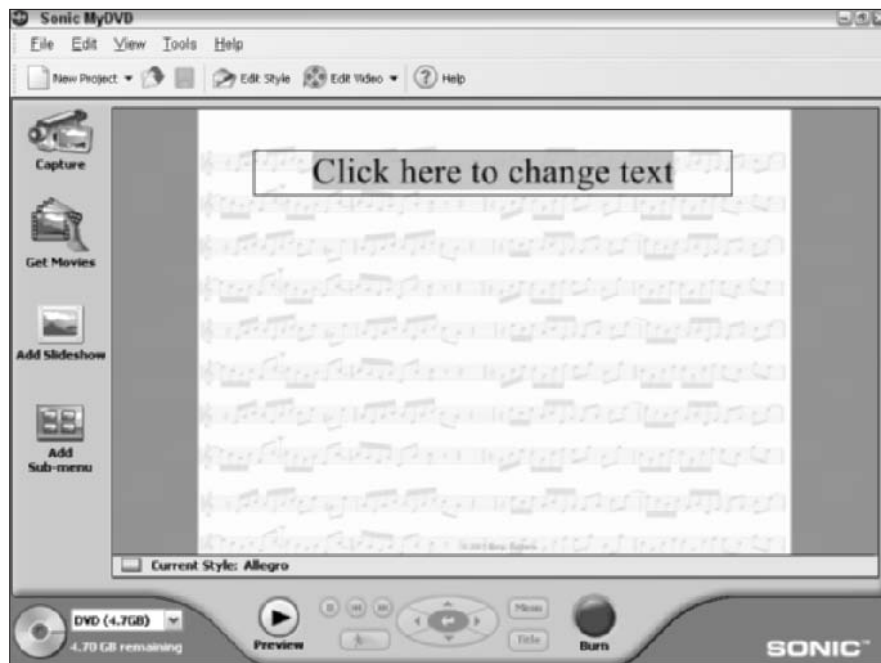 Sonic MyDVD
File Edit View Tools Help
New Project Edit Style Edit Video Help
Capture
Get Movies
Add Slideshow
Add
Sub-menu
Click here to change text
Current Style: Allegro
DVD (4.7GB)
4.70 GB remaining
Preview
Menu
Title
Burn
SONIC™